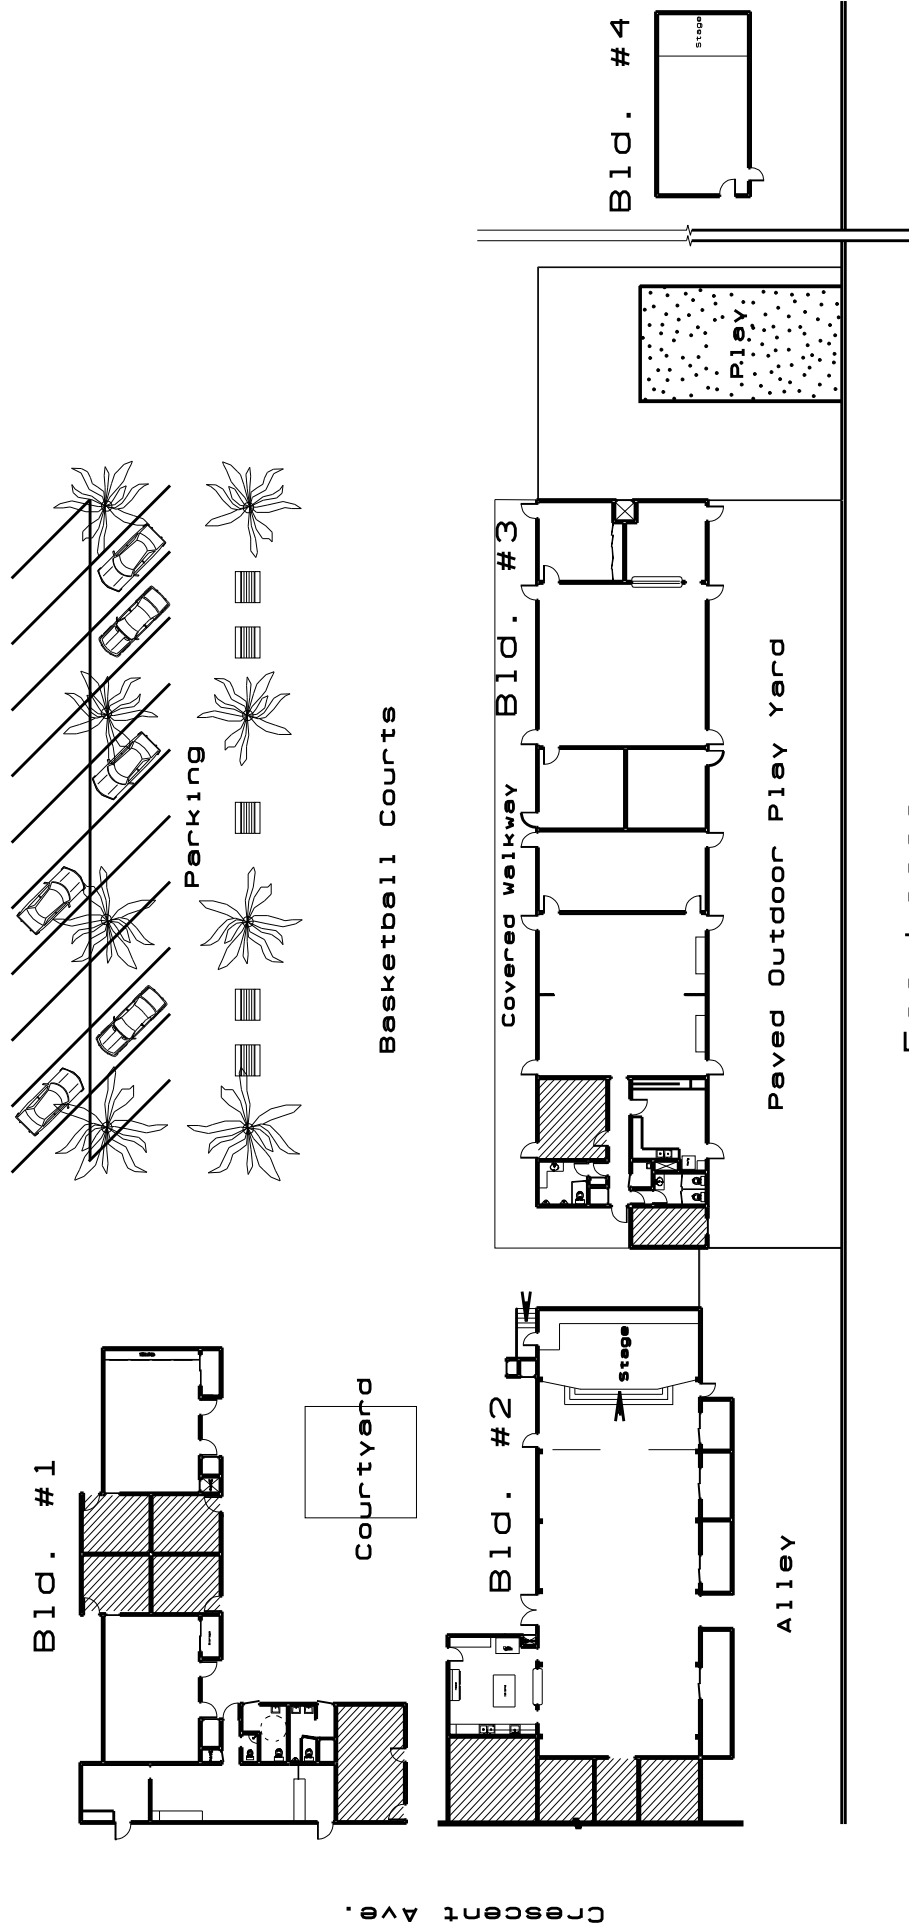 Bld. #4
Stage
Play
Bld. #3
Covered Walkway
Paved Outdoor Play Yard
Parking
Basketball Courts
Bld. #1
Courtyard
Bld. #2
Stage
Alley
Crescent Ave.